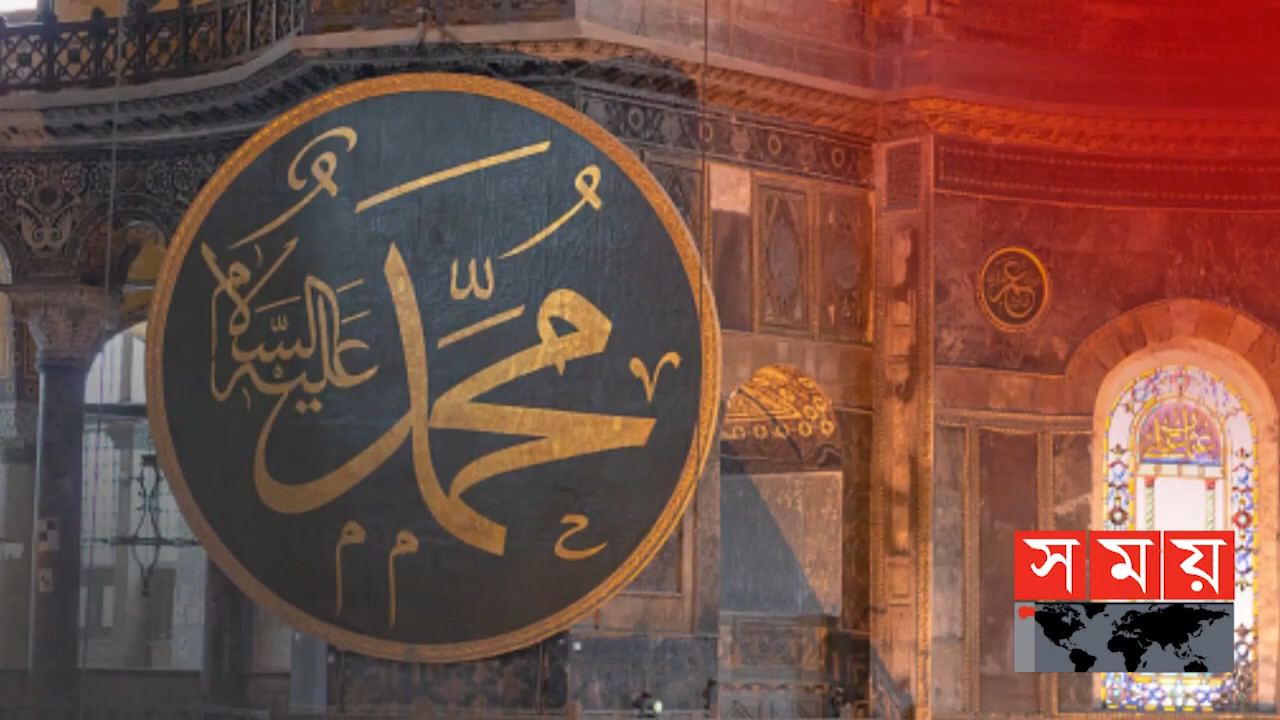 محمد
عليه السلام
সময়